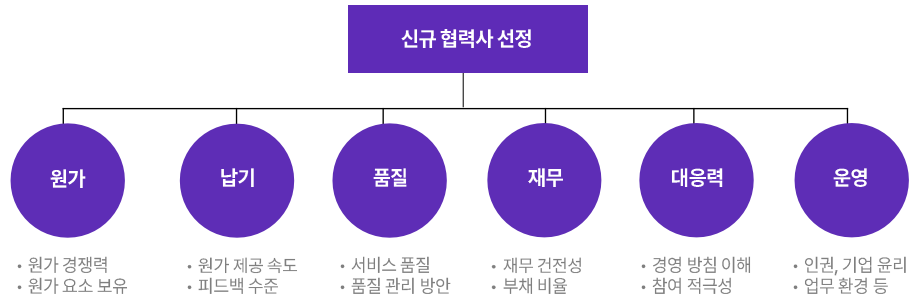 신규 협력사 선정
원가
납기
품질
재무
대응력
운영
• 원가 경쟁력
• 원가 요소 보유
• 원가 제공 속도
• 피드백 수준
• 서비스 품질
• 품질 관리 방안
• 재무 건전성
• 부채 비율
• 경영 방침 이해
• 참여 적극성
• 인권, 기업 윤리
• 업무 환경 등